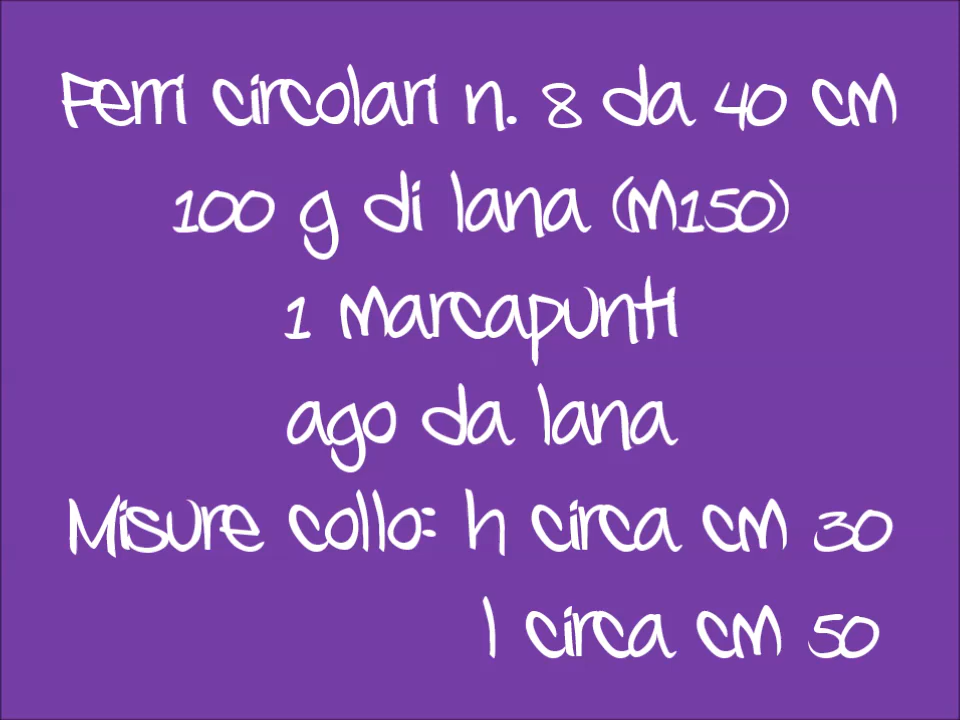 Ferri circolari n. 8 da 40 cm
100 g di lana (M150)
1 marcapunti
ago da lana
Misure collo: h circa cm 30
l circa cm 50